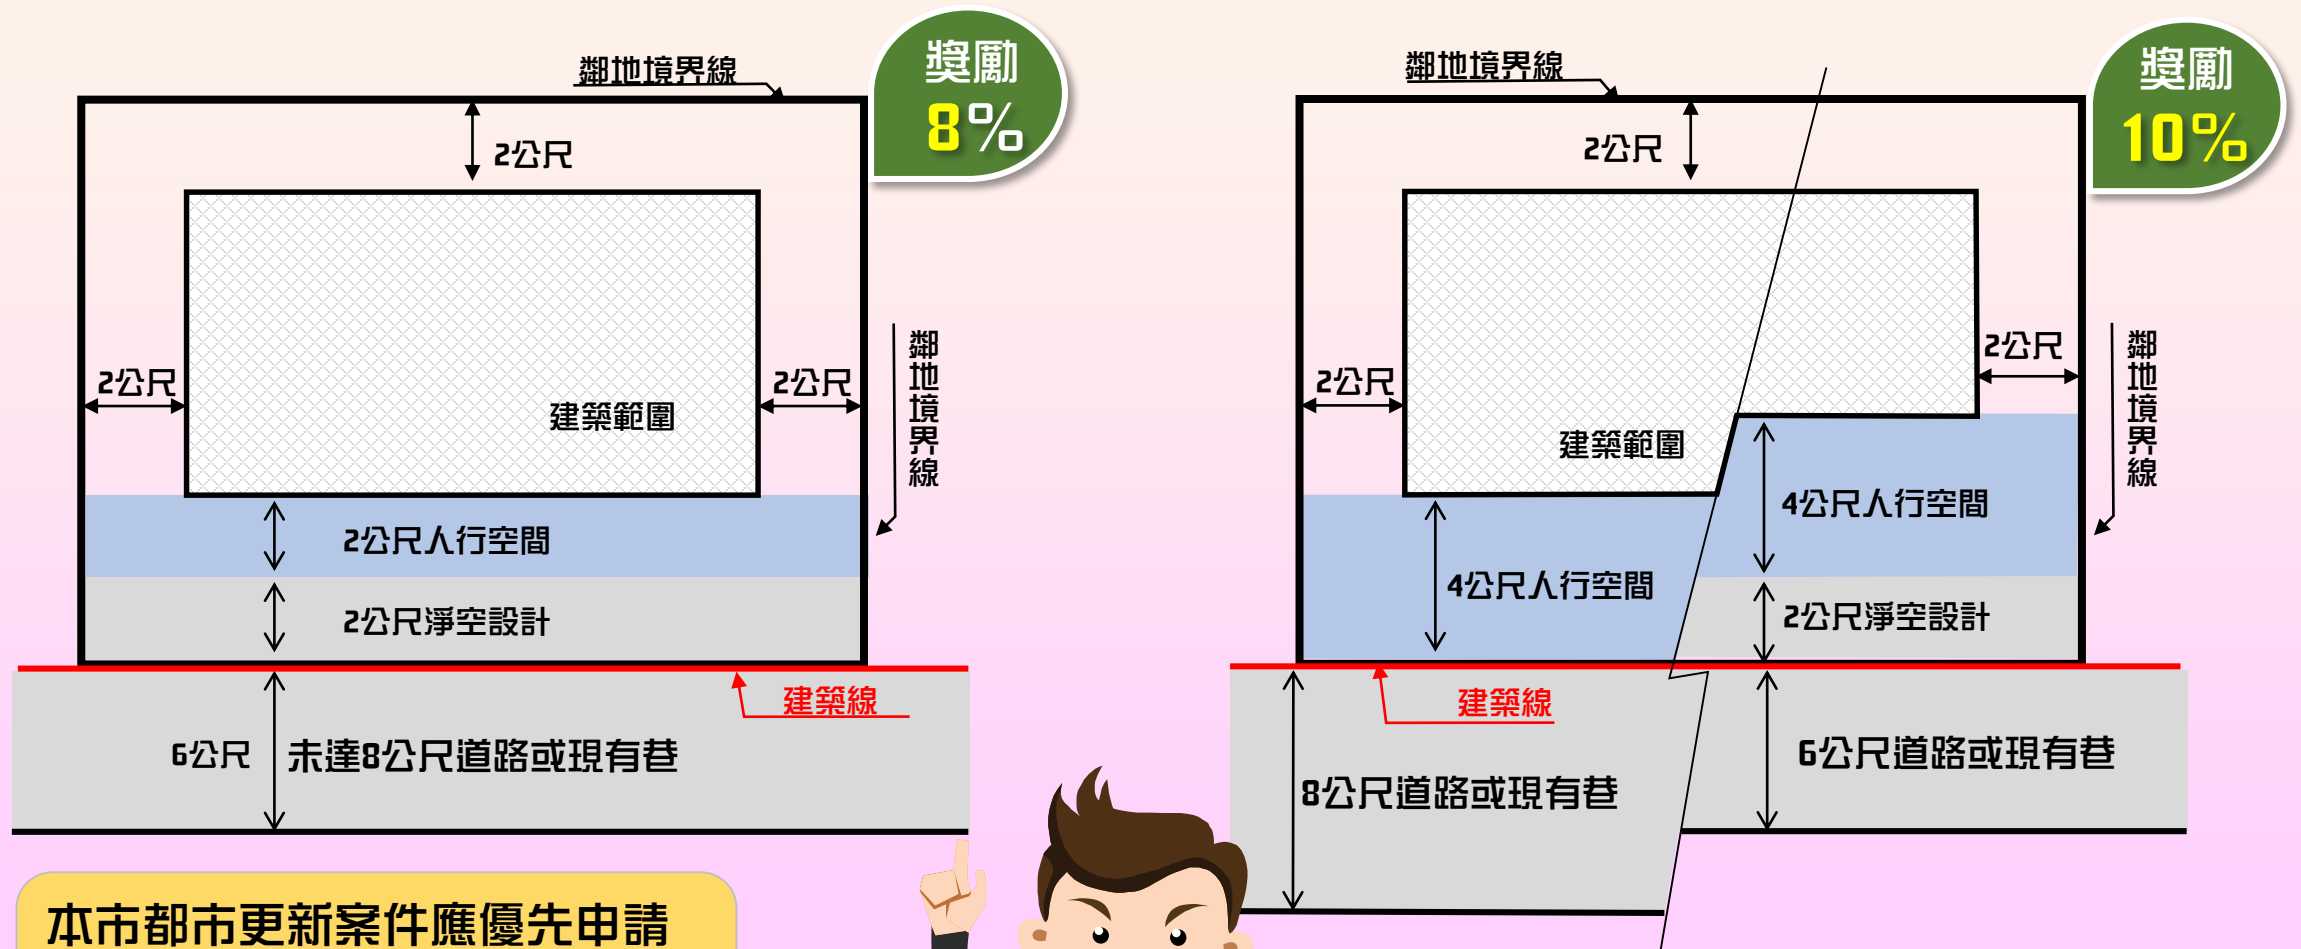 鄰地境界線
獎勵
8%
2公尺
2公尺
2公尺
鄰地境界線
建築範圍
2公尺人行空間
2公尺淨空設計
建築線
6公尺
未達8公尺道路或現有巷
鄰地境界線
獎勵
10%
2公尺
2公尺
2公尺
鄰地境界線
建築範圍
4公尺人行空間
4公尺人行空間
2公尺淨空設計
建築線
8公尺道路或現有巷
6公尺道路或現有巷
本市都市更新案件應優先申請